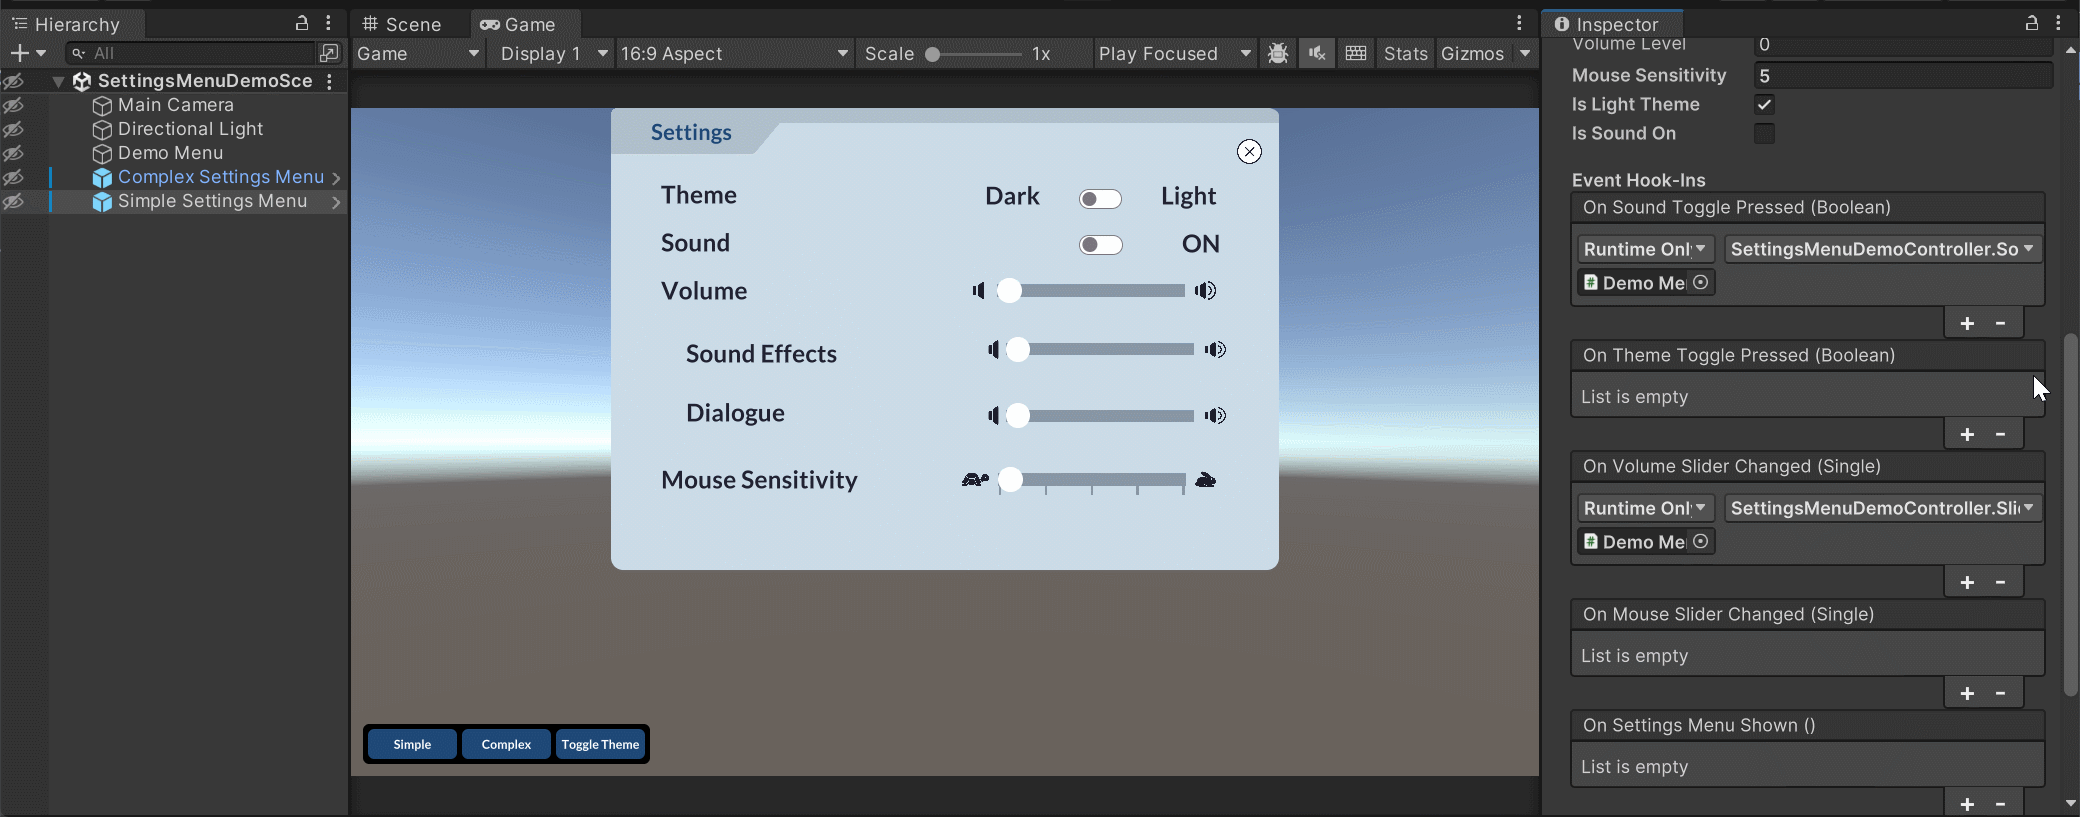 Hierarchy
All
SettingsMenuDemoSce
Main Camera
Directional Light
Demo Menu
Complex Settings Menu
Simple Settings Menu
Scene
Game
Game
Display 1
16:9 Aspect
Scale
1x
Play Focused
Stats
Gizmos
Settings
Theme
Dark
Light
Sound
ON
Volume
Sound Effects
Dialogue
Mouse Sensitivity
Simple
Complex
Toggle Theme
Inspector
Volume Level
0
Mouse Sensitivity
5
Is Light Theme
Is Sound On
Event Hook-Ins
On Sound Toggle Pressed (Boolean)
Runtime Onl
SettingsMenuDemoController.So
Demo Me
On Theme Toggle Pressed (Boolean)
List is empty
On Volume Slider Changed (Single)
Runtime Onl
SettingsMenuDemoController.Sli
Demo Me
On Mouse Slider Changed (Single)
List is empty
On Settings Menu Shown ()
List is empty